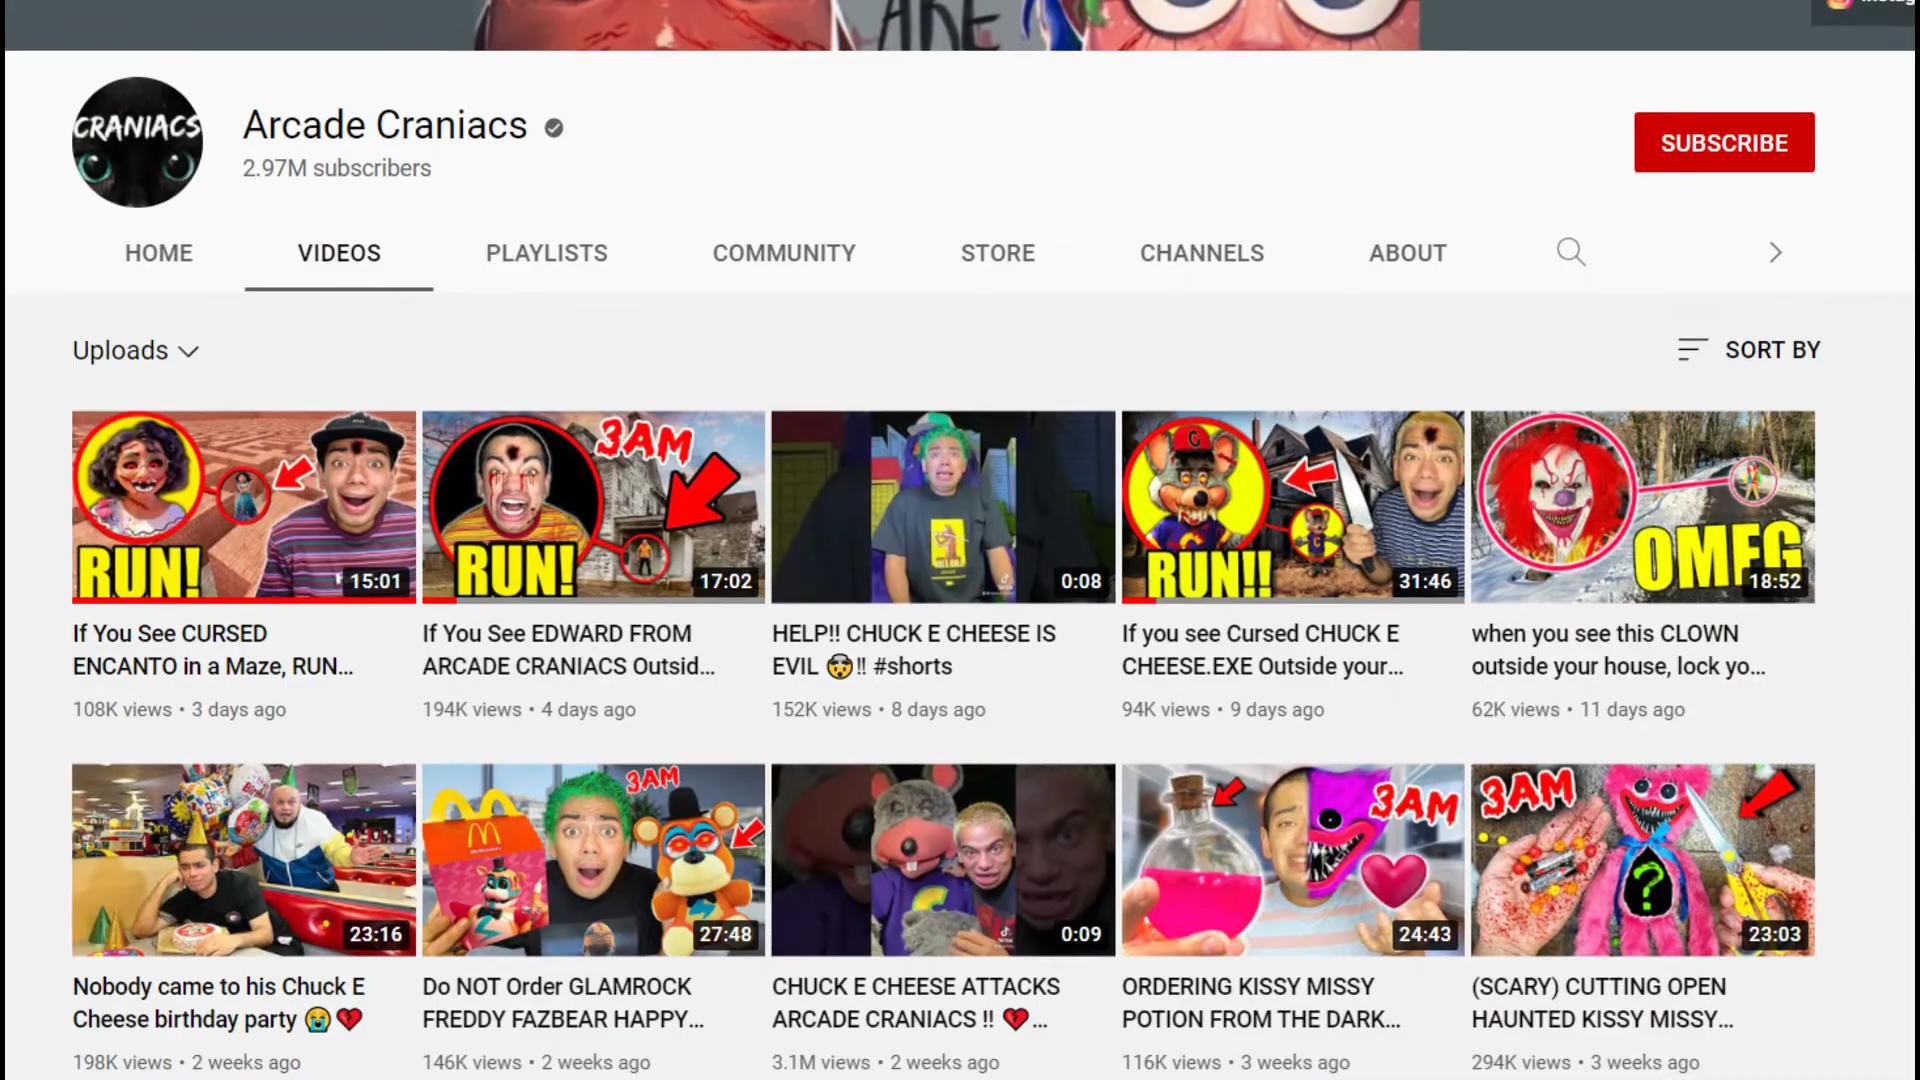 ARE
CRANIACS
Arcade Craniacs
2.97M subscribers
SUBSCRIBE
HOME
VIDEOS
PLAYLISTS
COMMUNITY
STORE
CHANNELS
ABOUT
Uploads
SORT BY
RUN!
15:01
3AM
RUN!
17:02
0:08
C
RUN!!
31:46
OMFG
18:52
If You See CURSED
ENCANTO in a Maze, RUN...
108K views • 3 days ago
If You See EDWARD FROM
ARCADE CRANIACS Outsid...
194K views • 4 days ago
HELP!! CHUCK E CHEESE IS
EVIL 🤯‼ #shorts
152K views • 8 days ago
If you see Cursed CHUCK E
CHEESE.EXE Outside your...
94K views • 9 days ago
when you see this CLOWN
outside your house, lock yo...
62K views • 11 days ago
23:16
3AM
27:48
0:09
3AM
24:43
3AM
?
23:03
Nobody came to his Chuck E
Cheese birthday party 😭💔
198K views • 2 weeks ago
Do NOT Order GLAMROCK
FREDDY FAZBEAR HAPPY...
146K views • 2 weeks ago
CHUCK E CHEESE ATTACKS
ARCADE CRANIACS !! 💔 ...
3.1M views • 2 weeks ago
ORDERING KISSY MISSY
POTION FROM THE DARK...
116K views • 3 weeks ago
(SCARY) CUTTING OPEN
HAUNTED KISSY MISSY...
294K views • 3 weeks ago